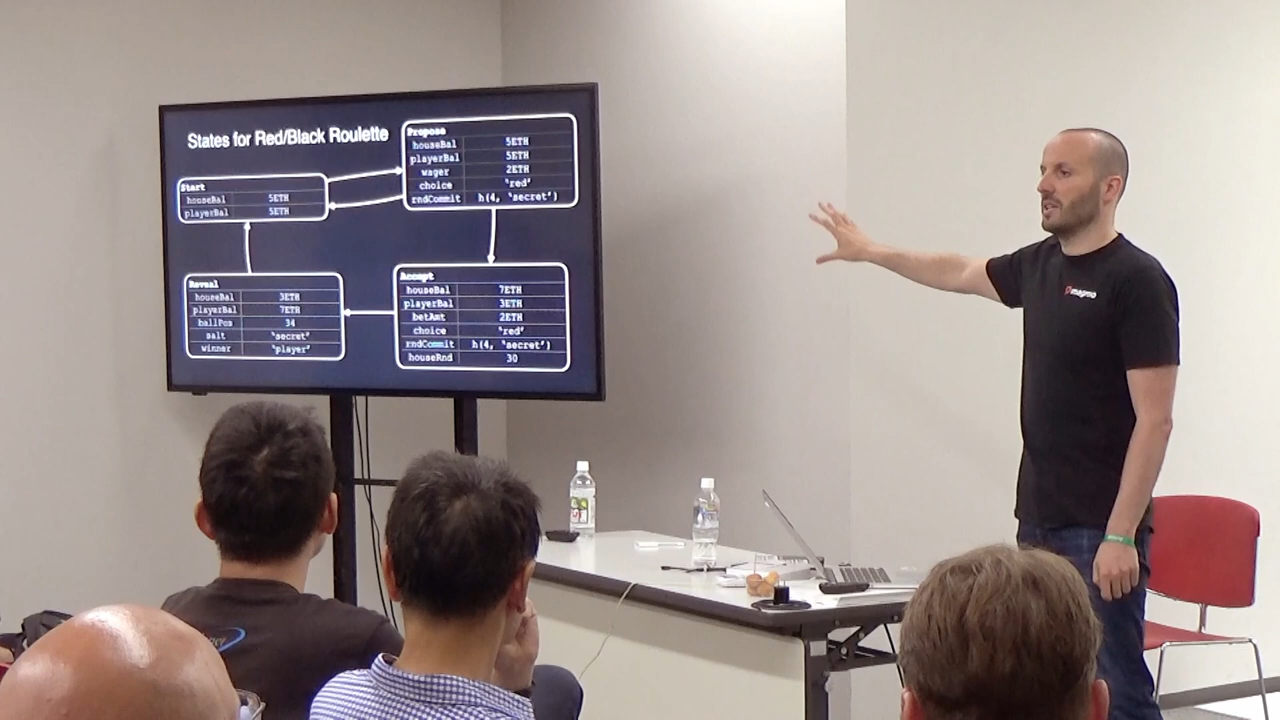 States for Red/Black Roulette
Start
houseBal 5ETH
playerBal 5ETH
Propose
houseBal 5ETH
playerBal 5ETH
wager 2ETH
choice "red"
rndCommit h(4, "secret")
Reveal
houseBal 3ETH
playerBal 7ETH
ballPos 34
salt "secret"
winner "player"
Accept
houseBal 7ETH
playerBal 3ETH
betAmt 2ETH
choice "red"
rndCommit h(4, "secret")
houseRnd 30
magmo